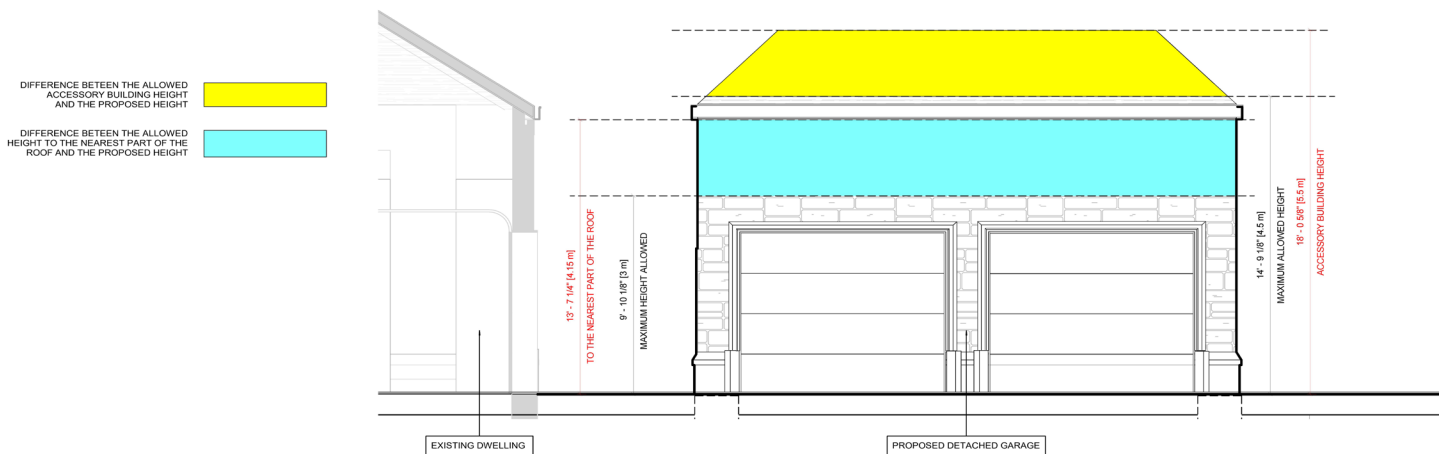 DIFFERENCE BETEEN THE ALLOWED
ACCESSORY BUILDING HEIGHT
AND THE PROPOSED HEIGHT
DIFFERENCE BETEEN THE ALLOWED
HEIGHT TO THE NEAREST PART OF THE
ROOF AND THE PROPOSED HEIGHT
13' - 7 1/4" [4.15 m]
TO THE NEAREST PART OF THE ROOF
9' - 10 1/8" [3 m]
MAXIMUM HEIGHT ALLOWED
14' - 9 1/8" [4.5 m]
MAXIMUM ALLOWED HEIGHT
18' - 0 5/8" [5.5 m]
ACCESSORY BUILDING HEIGHT
EXISTING DWELLING
PROPOSED DETACHED GARAGE